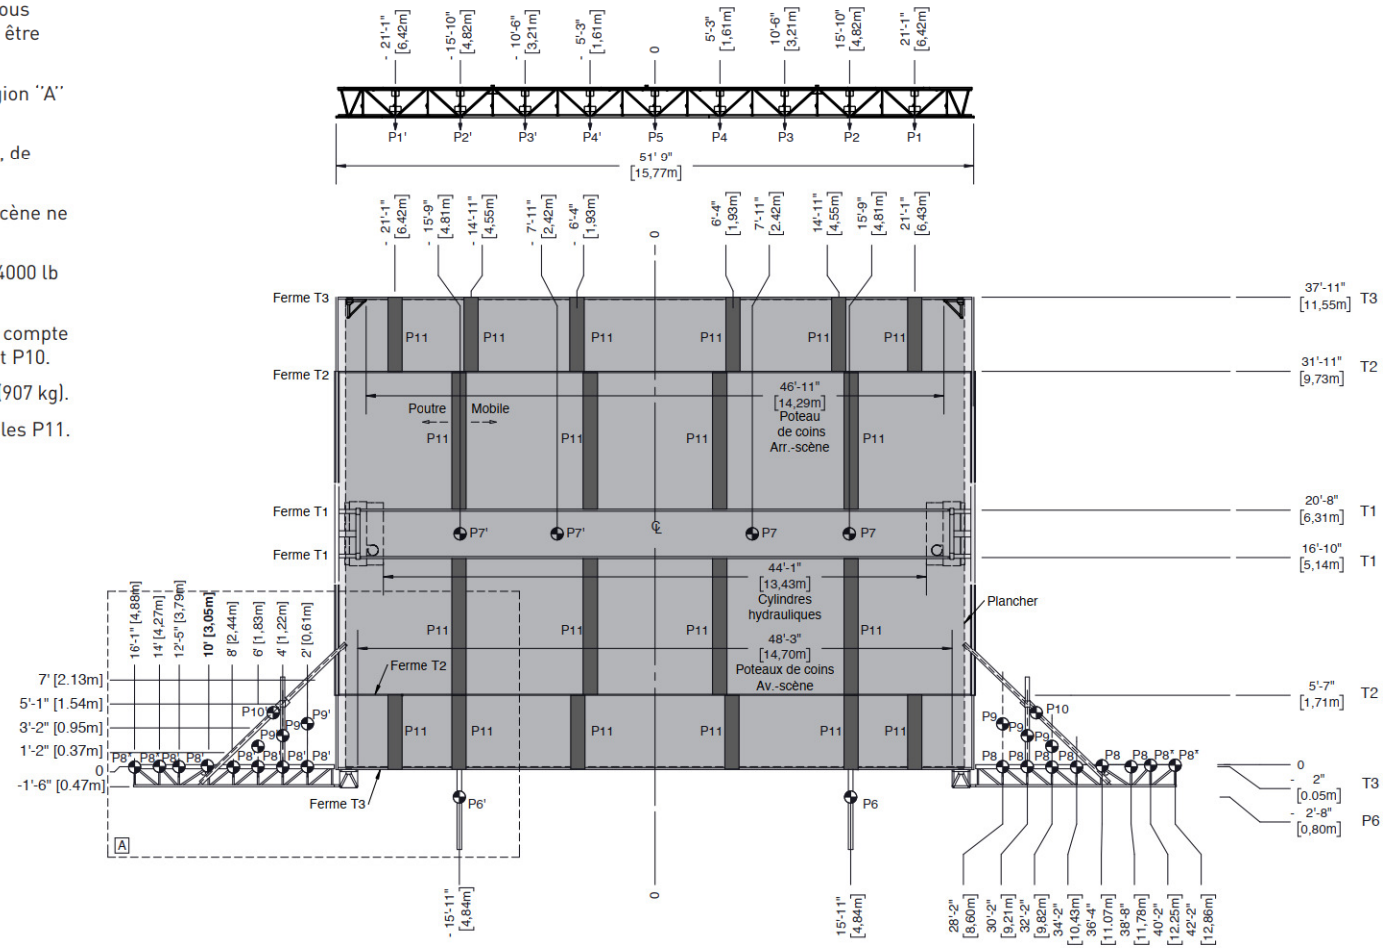 ous
être
gion ‘’A’’
, de
cène ne
4000 lb
compte
t P10.
(907 kg).
les P11.
- 21'-1"
[6,42m]
- 15'-10"
[4,82m]
- 10'-6"
[3,21m]
- 5'-3"
[1,61m]
0
5'-3"
[1,61m]
10'-6"
[3,21m]
15'-10"
[4,82m]
21'-1"
[6,42m]
P1' P2' P3' P4' P5 P4 P3 P2 P1
51' 9"
[15,77m]
- 21'-1"
[6.42m]
- 15'-9"
[4.81m]
- 14'-11"
[4,55m]
- 7'-11"
[2,42m]
- 6'-4"
[1,93m]
0
6'-4"
[1,93m]
7'-11"
[2.42m]
14'-11"
[4,55m]
15'-9"
[4,81m]
21'-1"
[6,43m]
Ferme T3
37'-11"
[11,55m] T3
P11 P11 P11 P11 P11 P11
Ferme T2
31'-11"
[9,73m] T2
46'-11"
[14,29m]
Poteau
de coins
Arr.-scène
Poutre Mobile
P11 P11 P11 P11
Ferme T1
20'-8"
[6,31m] T1
P7' P7' ℄ P7 P7
Ferme T1
16'-10"
[5,14m] T1
44'-1"
[13,43m]
Cylindres
hydrauliques
Plancher
16'-1" [4,88m]
14' [4,27m]
12'-5" [3,79m]
10' [3,05m]
8' [2,44m]
6' [1,83m]
4' [1,22m]
2' [0,61m]
P11 P11 P11 P11
48'-3"
[14,70m]
Poteaux de coins
Av.-scène
Ferme T2
7' [2.13m]
5'-1" [1.54m]
3'-2" [0.95m]
1'-2" [0.37m]
0
-1'-6" [0.47m]
5'-7"
[1,71m] T2
P10' P9' P9' P9'
P9 P9 P9 P10
P11 P11 P11 P11 P11 P11
P8" P8" P8' P8' P8' P8' P8' P8'
P8 P8 P8 P8 P8 P8 P8" P8"
0
- 2"
[0.05m] T3
- 2'-8"
[0,80m] P6
Ferme T3
P6' P6
A
- 15'-11"
[4,84m]
0
15'-11"
[4,84m]
28'-2"
[8,60m]
30'-2"
[9,21m]
32'-2"
[9,82m]
34'-2"
[10,43m]
36'-4"
[11.07m]
38'-8"
[11,78m]
40'-2"
[12.25m]
42'-2"
[12,86m]